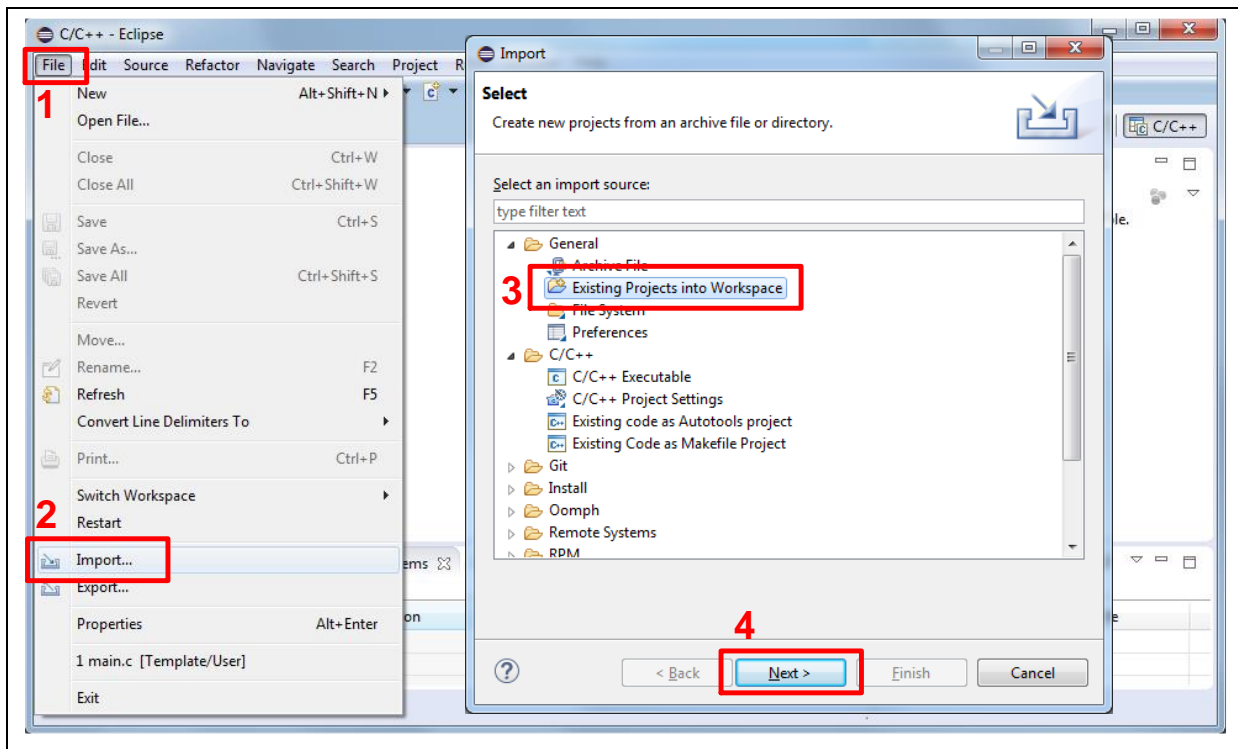 C/C++ - Eclipse
File Edit Source Refactor Navigate Search Project R
1
New Alt+Shift+N
Open File...
Close Ctrl+W
Close All Ctrl+Shift+W
Save Ctrl+S
Save As...
Save All Ctrl+Shift+S
Revert
Move...
Rename... F2
Refresh F5
Convert Line Delimiters To
Print... Ctrl+P
Switch Workspace
2
Restart
Import...
Export...
Properties Alt+Enter
1 main.c [Template/User]
Exit
ems
on
Import
Select
Create new projects from an archive file or directory.
Select an import source:
type filter text
General
Archive File
3
Existing Projects into Workspace
File System
Preferences
C/C++
C/C++ Executable
C/C++ Project Settings
Existing code as Autotools project
Existing Code as Makefile Project
Git
Install
Oomph
Remote Systems
RPM
4
?
< Back Next > Finish Cancel
C/C++
le.
e